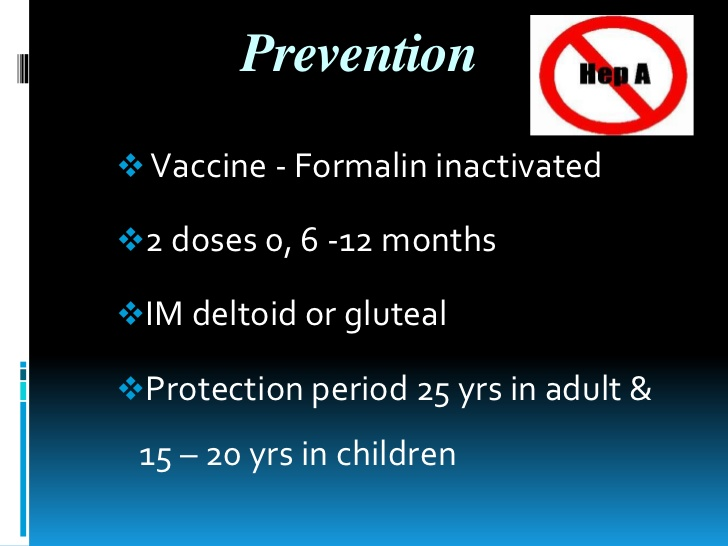 Prevention
Hep A
Vaccine - Formalin inactivated
2 doses 0, 6 -12 months
IM deltoid or gluteal
Protection period 25 yrs in adult &
15 – 20 yrs in children